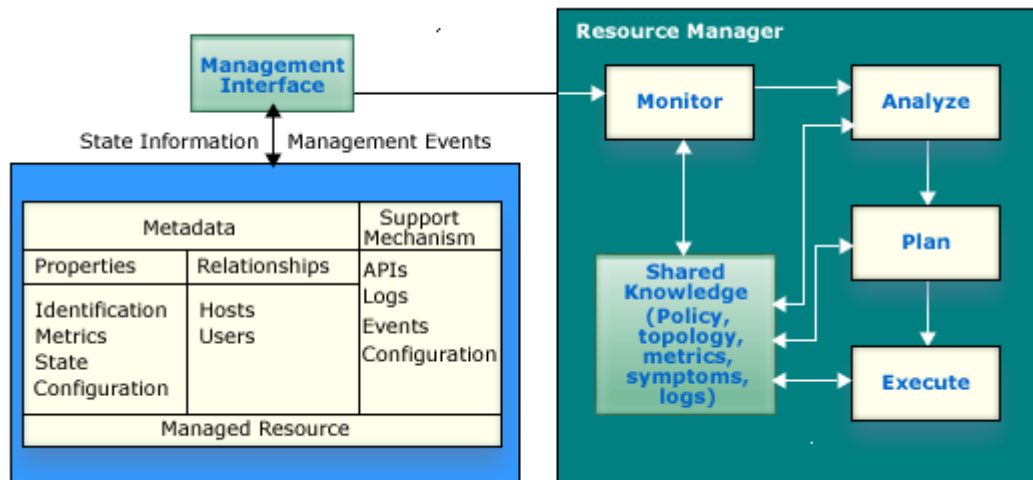 Management
Interface
State Information
Management Events
Metadata
Support
Mechanism
Properties
Relationships
Identification
Metrics
State
Configuration
Hosts
Users
APIs
Logs
Events
Configuration
Managed Resource
Resource Manager
Monitor
Analyze
Plan
Shared
Knowledge
(Policy,
topology,
metrics,
symptoms,
logs)
Execute